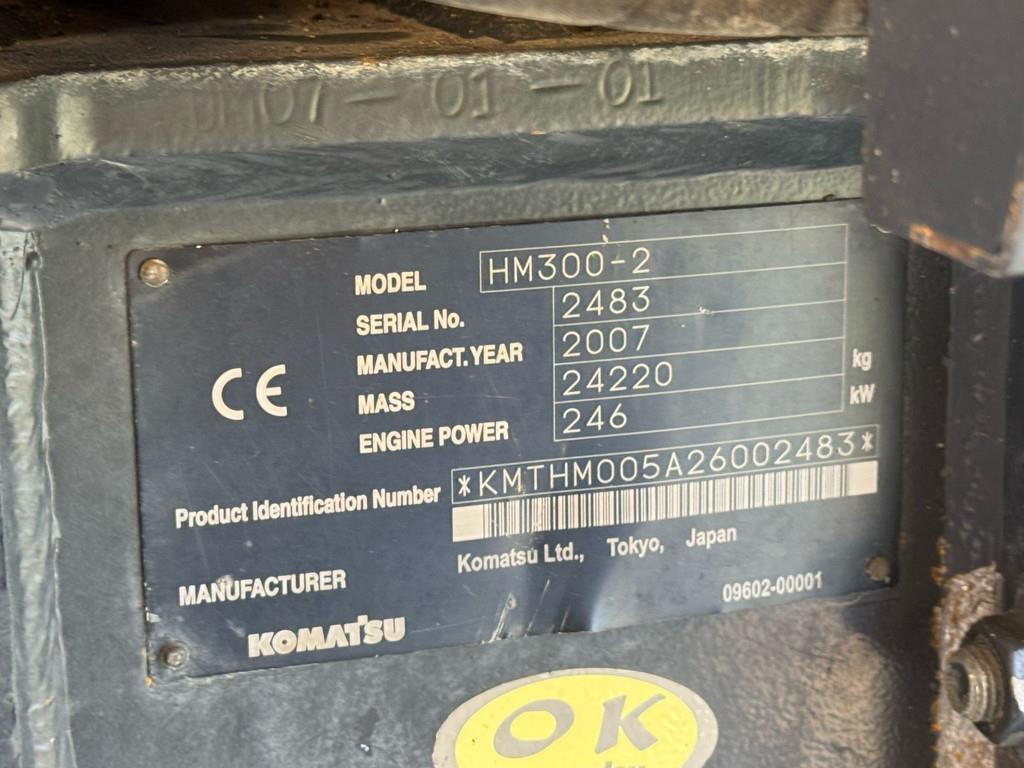 07-01-01
MODEL HM300-2
SERIAL No. 2483
MANUFACT. YEAR 2007
MASS 24220 kg
ENGINE POWER 246 kW
CE
Product Identification Number *KMTHM005A26002483*
MANUFACTURER Komatsu Ltd., Tokyo, Japan
09602-00001
KOMATSU
OK